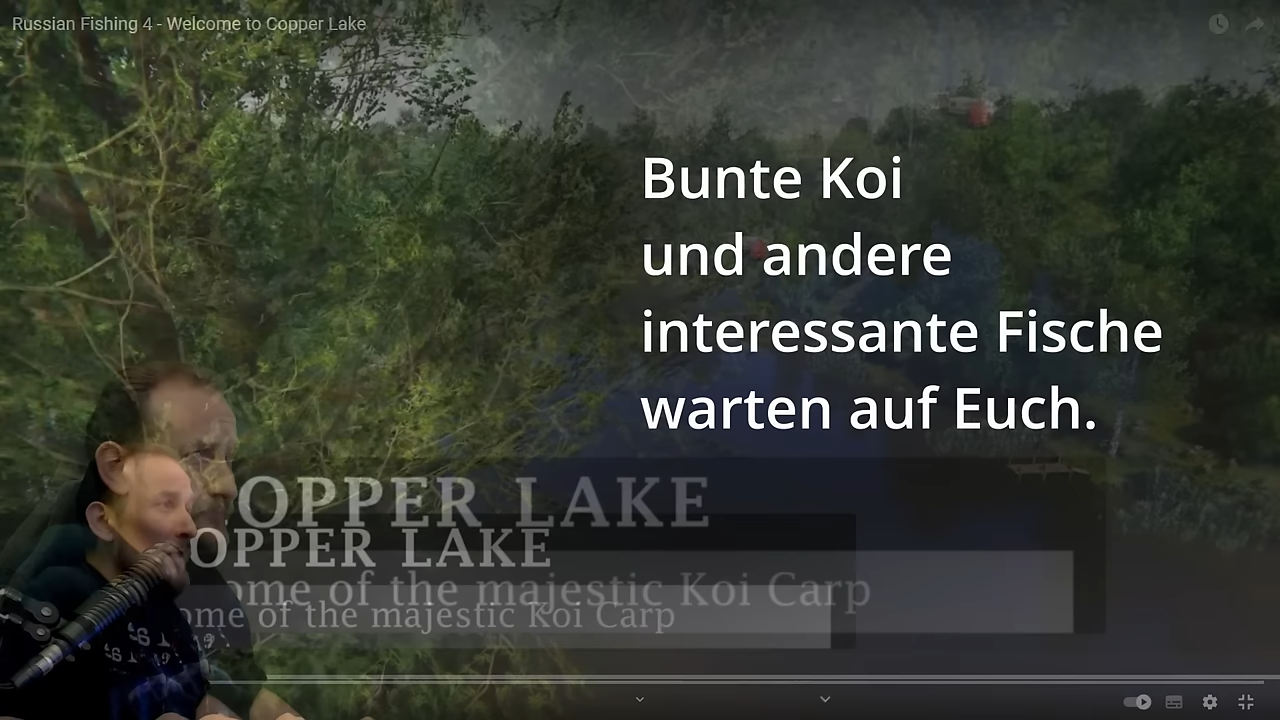 Russian Fishing 4 - Welcome to Copper Lake
Bunte Koi
und andere
interessante Fische
warten auf Euch.
OPPER LAKE
OPPER LAKE
ome of the majestic Koi Carp
ome of the majestic Koi Carp